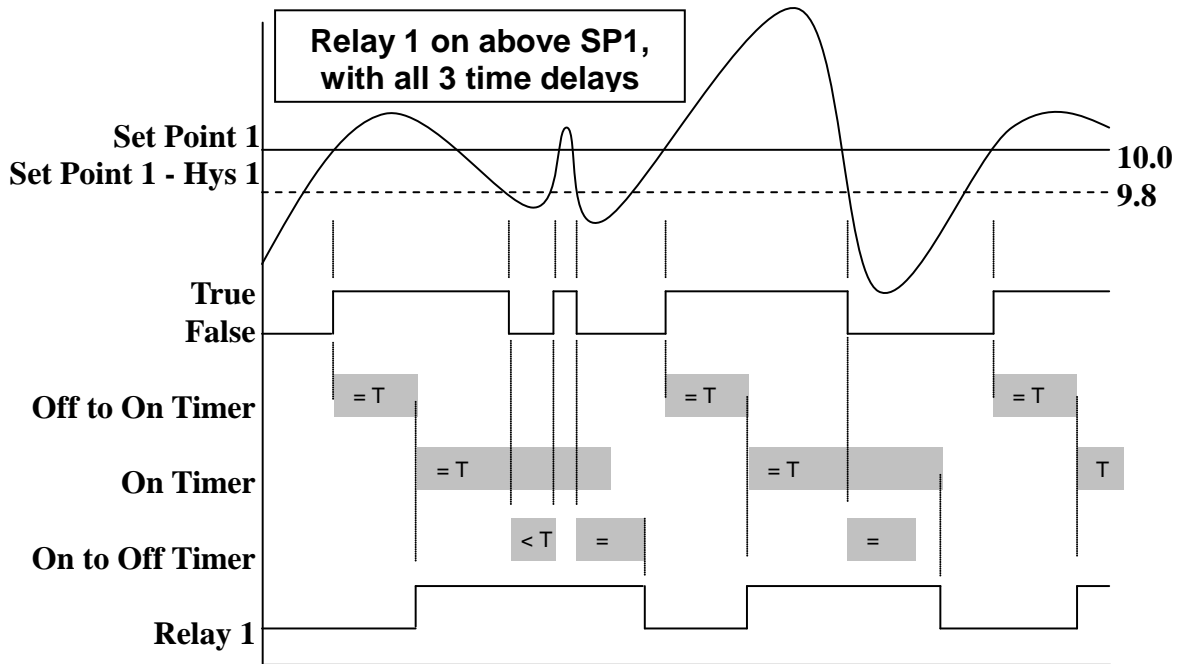 Relay 1 on above SP1,
with all 3 time delays
Set Point 1
10.0
Set Point 1 - Hys 1
9.8
True
False
= T
= T
= T
Off to On Timer
= T
= T
T
On Timer
< T
=
=
On to Off Timer
Relay 1